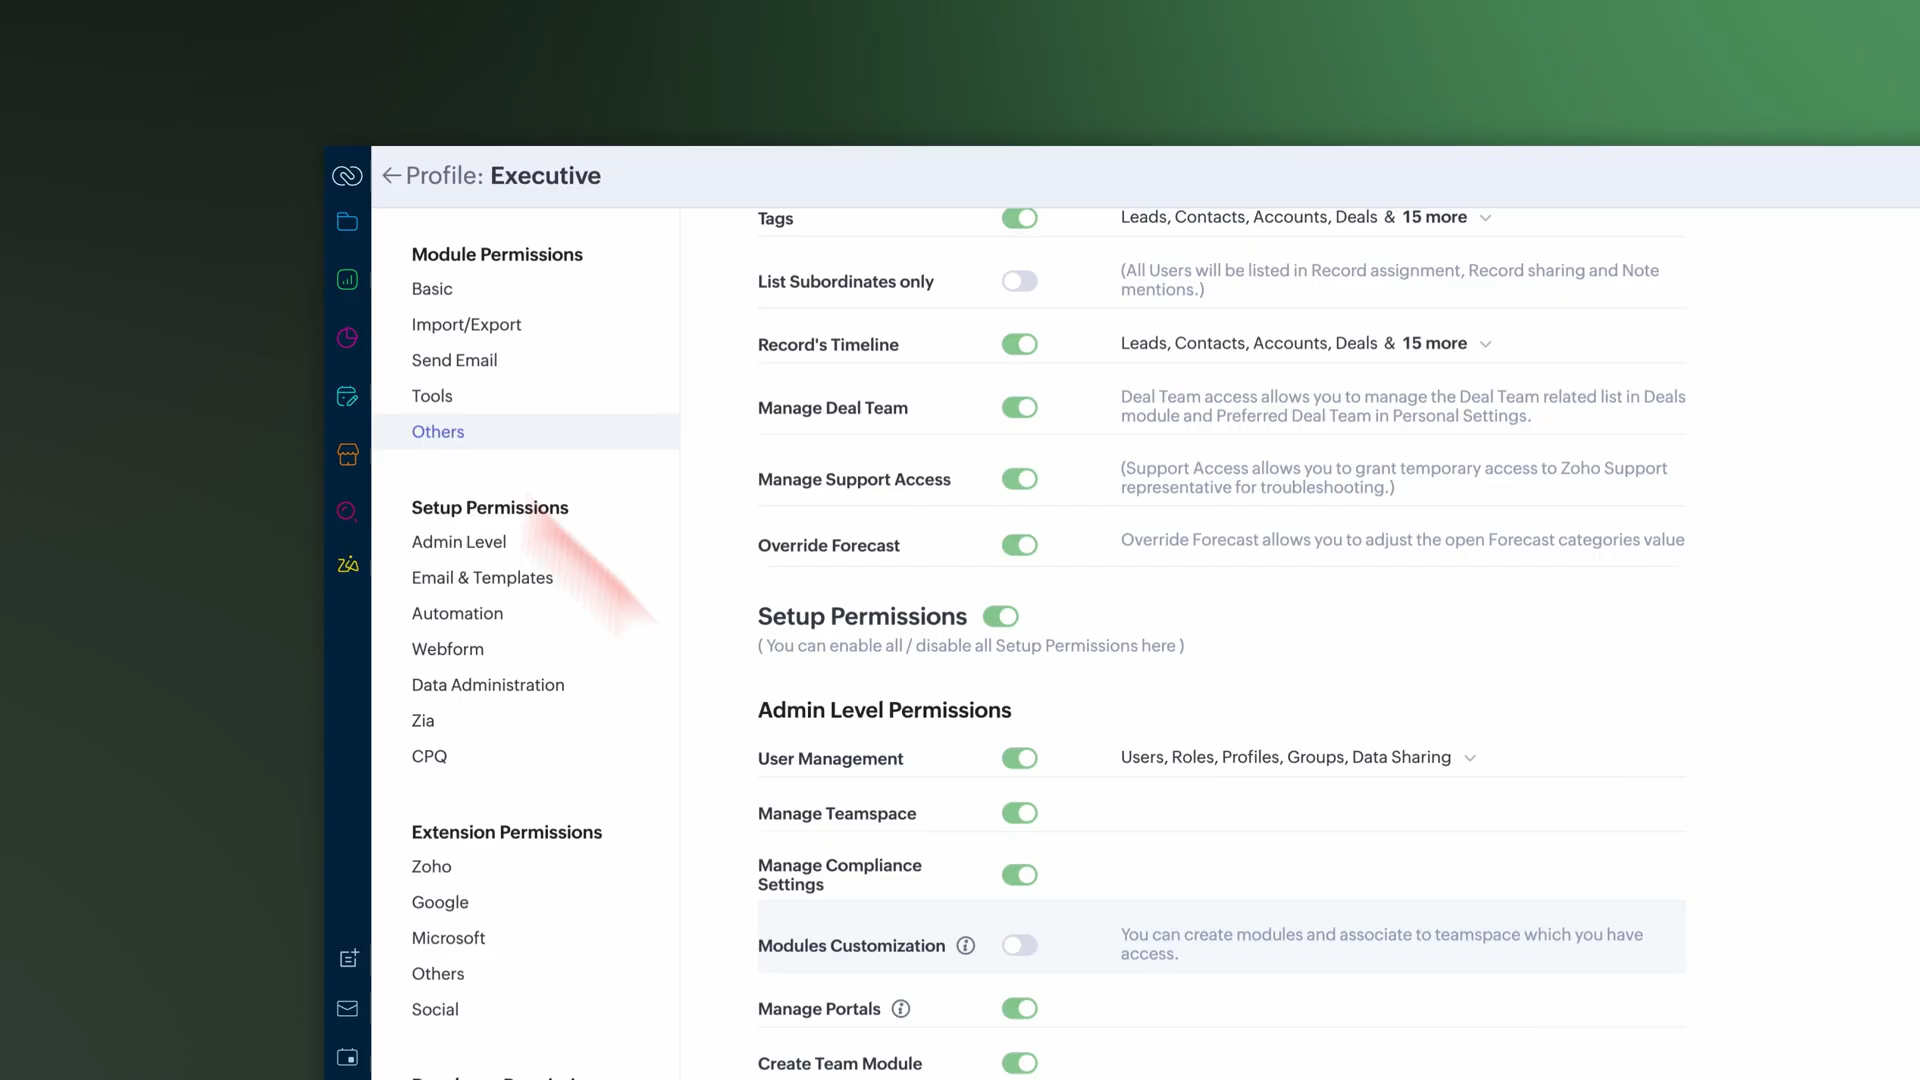 Profile: Executive
Module Permissions
Basic
Import/Export
Send Email
Tools
Others
Setup Permissions
Admin Level
Email & Templates
Automation
Webform
Data Administration
Zia
CPQ
Extension Permissions
Zoho
Google
Microsoft
Others
Social
Tags
Leads, Contacts, Accounts, Deals & 15 more
List Subordinates only
(All Users will be listed in Record assignment, Record sharing and Note
mentions.)
Record's Timeline
Leads, Contacts, Accounts, Deals & 15 more
Manage Deal Team
Deal Team access allows you to manage the Deal Team related list in Deals
module and Preferred Deal Team in Personal Settings.
Manage Support Access
(Support Access allows you to grant temporary access to Zoho Support
representative for troubleshooting.)
Override Forecast
Override Forecast allows you to adjust the open Forecast categories value
Setup Permissions
( You can enable all / disable all Setup Permissions here )
Admin Level Permissions
User Management
Users, Roles, Profiles, Groups, Data Sharing
Manage Teamspace
Manage Compliance
Settings
Modules Customization
You can create modules and associate to teamspace which you have
access.
Manage Portals
Create Team Module